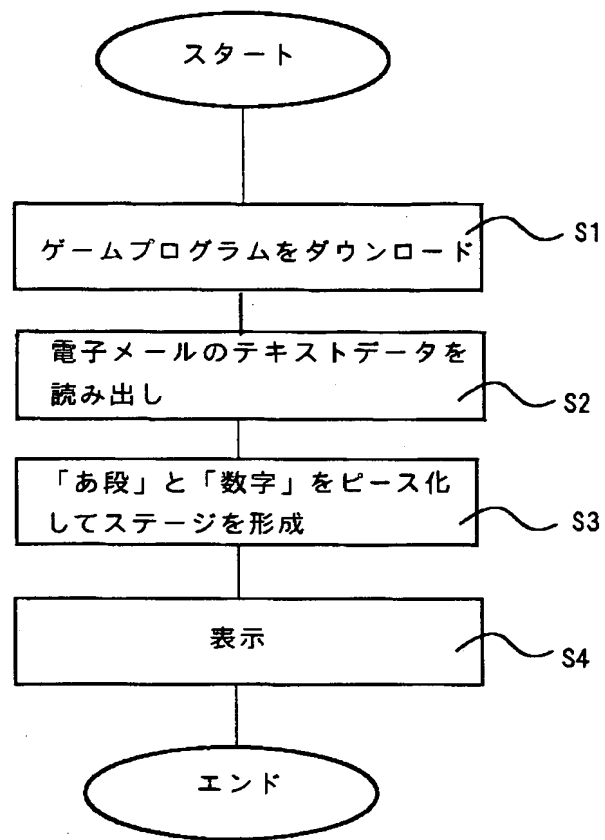 スタート
ゲームプログラムをダウンロード
S1
電子メールのテキストデータを
読み出し
S2
「あ段」と「数字」をピース化
してステージを形成
S3
表示
S4
エンド